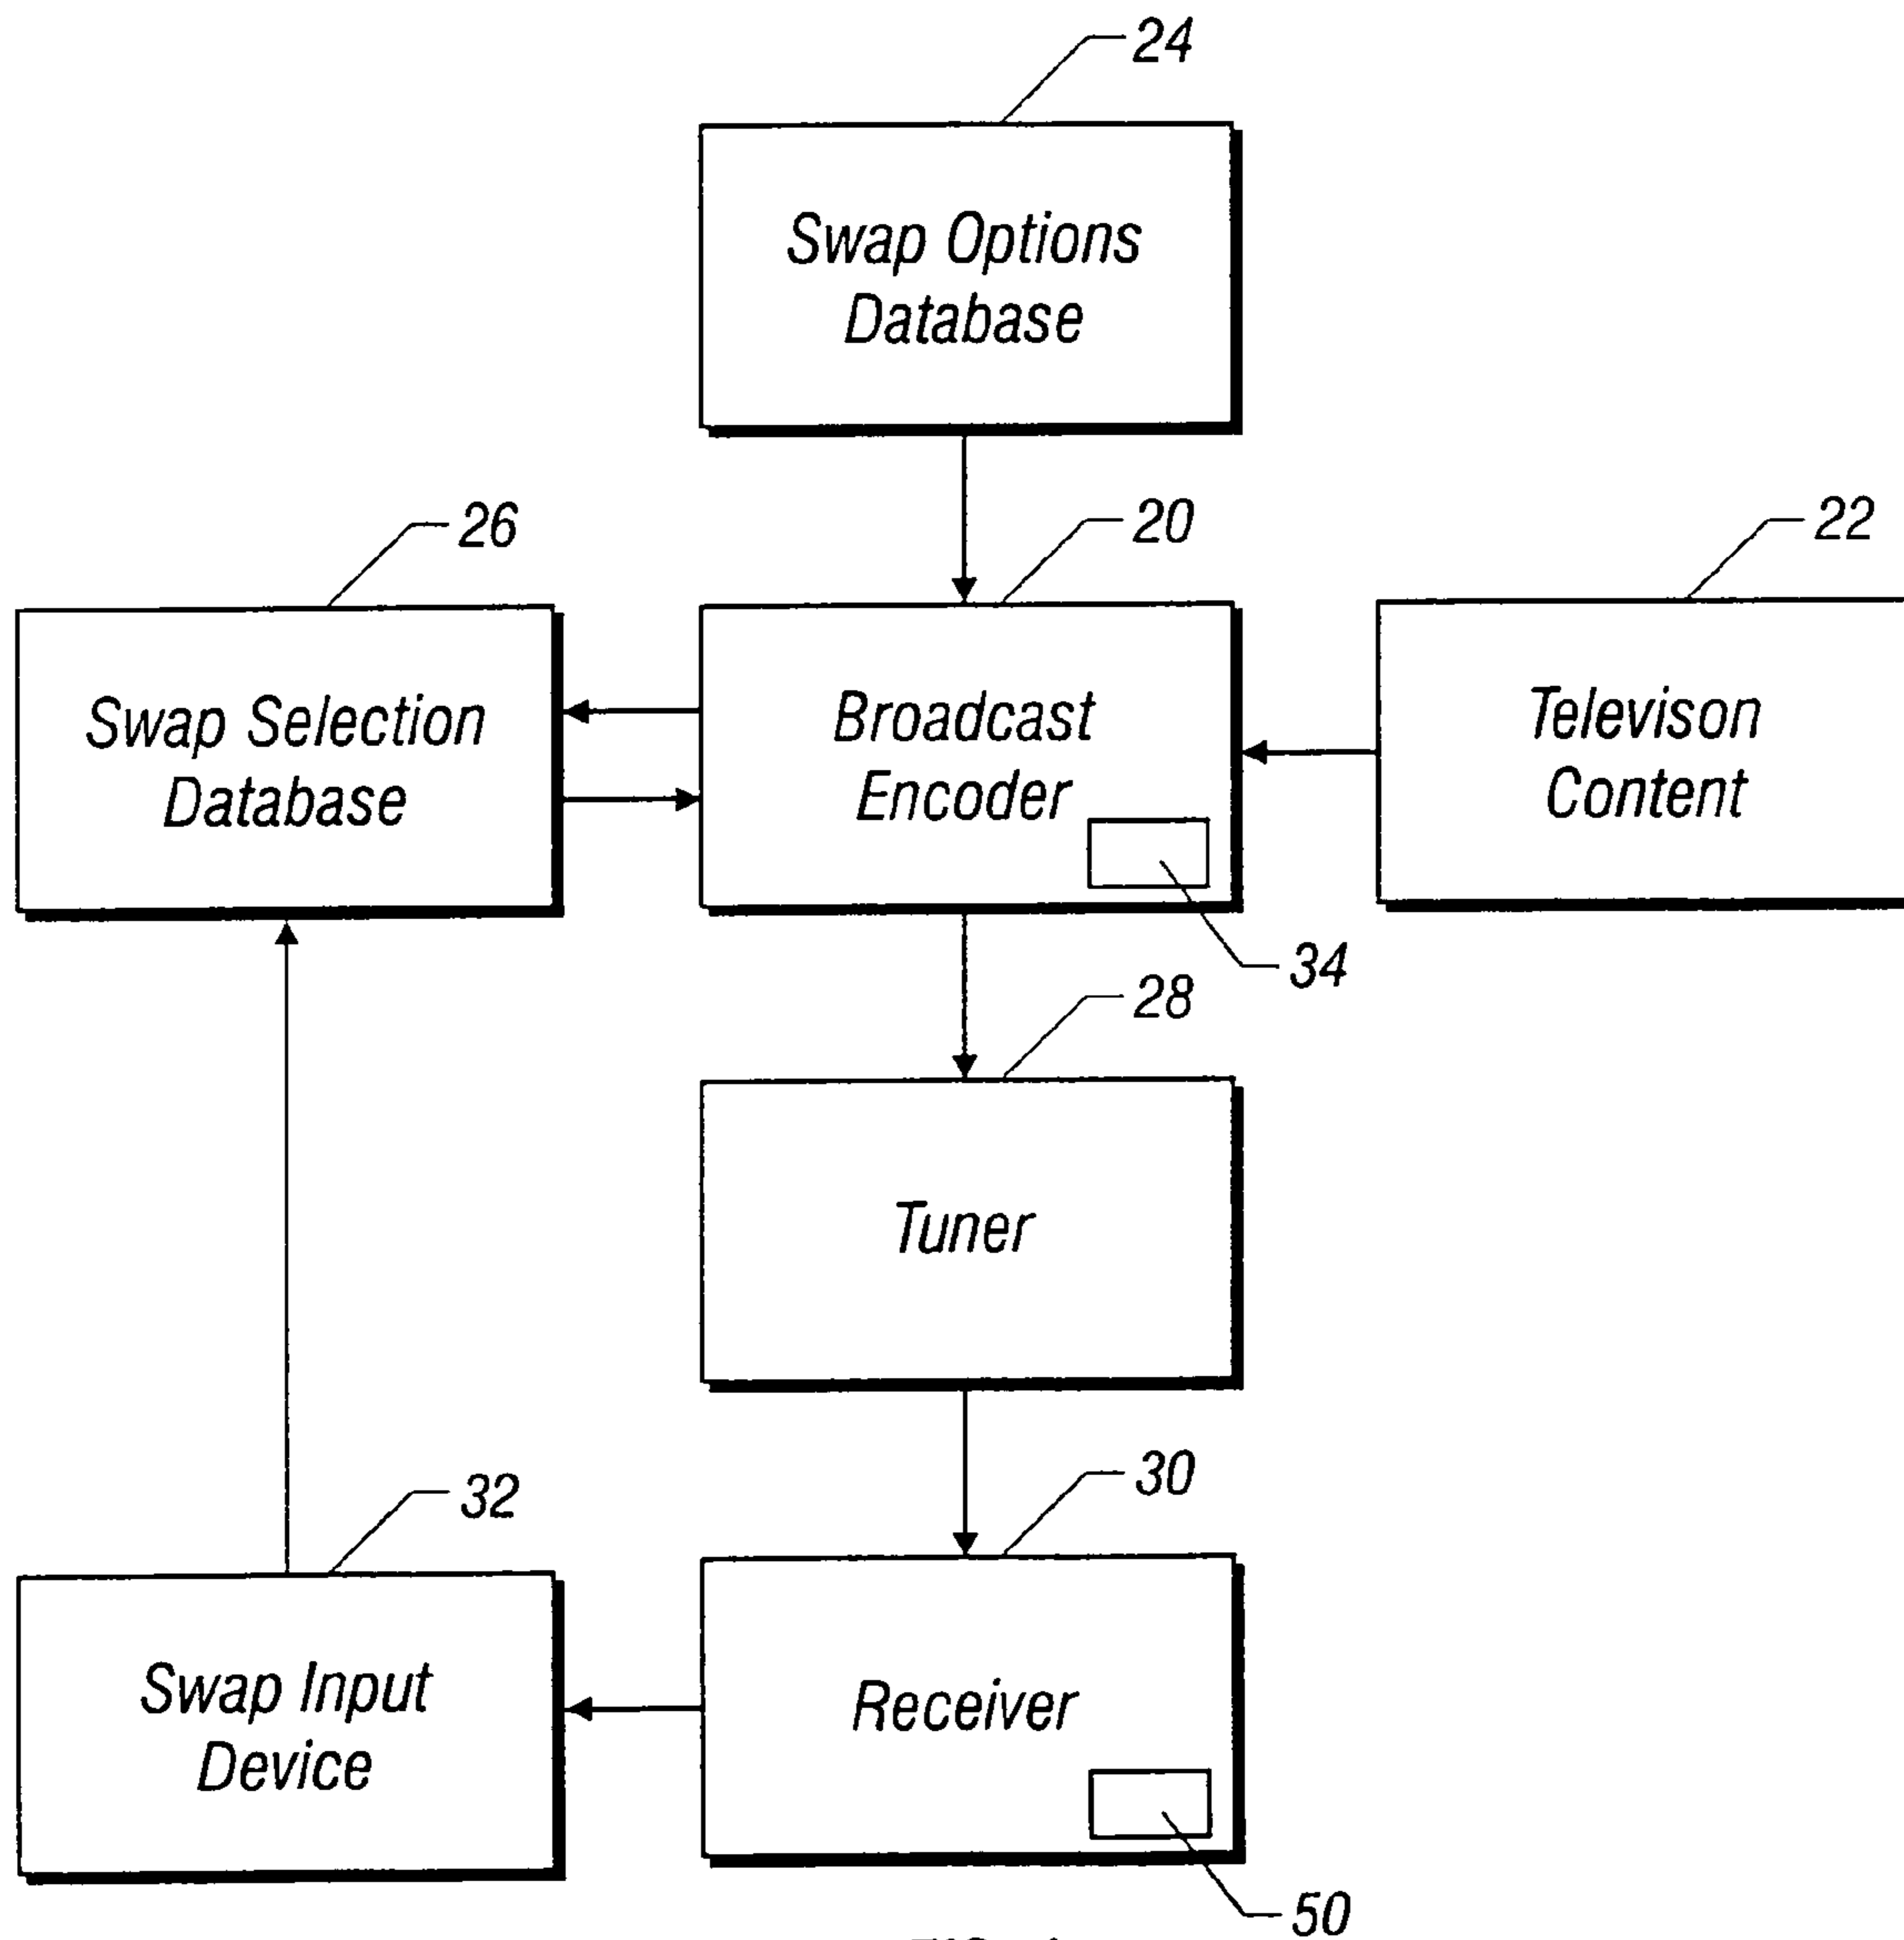 24
Swap Options
Database
26
20
22
Swap Selection
Database
Broadcast
Encoder
Televison
Content
34
28
Tuner
32
30
Swap Input
Device
Receiver
50